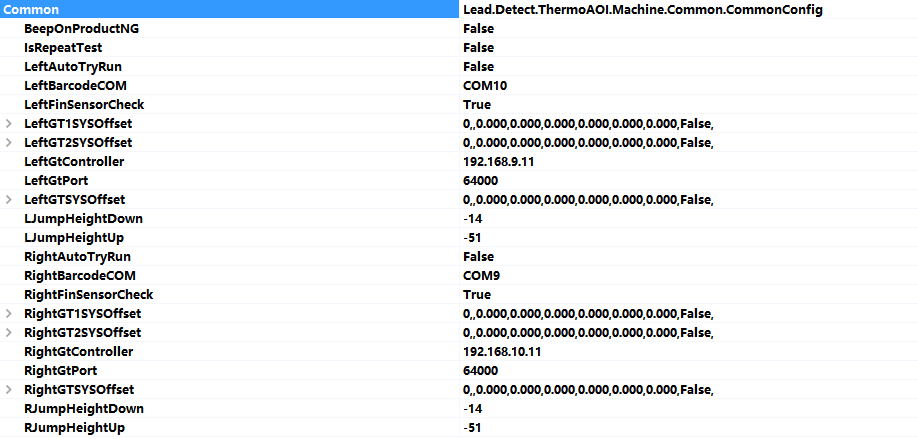 Common Lead.Detect.ThermoAOI.Machine.Common.CommonConfig
BeepOnProductNG False
IsRepeatTest False
LeftAutoTryRun False
LeftBarcodeCOM COM10
LeftFinSensorCheck True
LeftGT1SYSOffset 0,,0.000,0.000,0.000,0.000,0.000,0.000,False,
LeftGT2SYSOffset 0,,0.000,0.000,0.000,0.000,0.000,0.000,False,
LeftGtController 192.168.9.11
LeftGtPort 64000
LeftGTSYSOffset 0,,0.000,0.000,0.000,0.000,0.000,0.000,False,
LJumpHeightDown -14
LJumpHeightUp -51
RightAutoTryRun False
RightBarcodeCOM COM9
RightFinSensorCheck True
RightGT1SYSOffset 0,,0.000,0.000,0.000,0.000,0.000,0.000,False,
RightGT2SYSOffset 0,,0.000,0.000,0.000,0.000,0.000,0.000,False,
RightGtController 192.168.10.11
RightGtPort 64000
RightGTSYSOffset 0,,0.000,0.000,0.000,0.000,0.000,0.000,False,
RJumpHeightDown -14
RJumpHeightUp -51